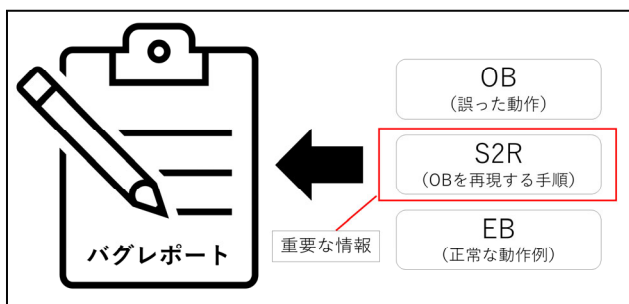 OB
（誤った動作）
S2R
（OBを再現する手順）
EB
（正常な動作例）
重要な情報
バグレポート